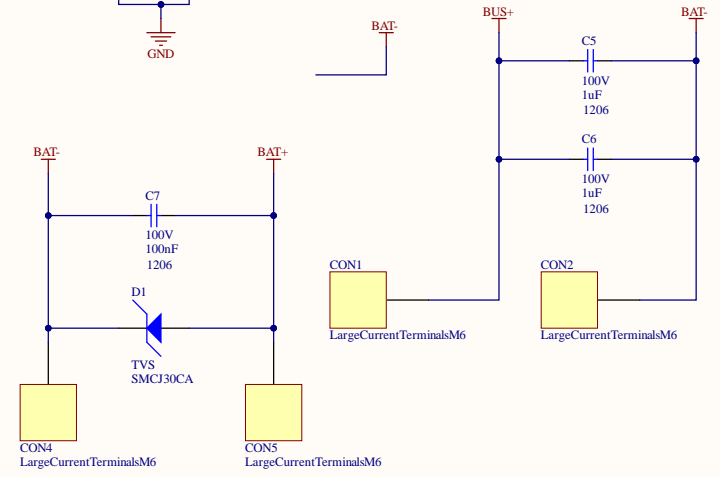 GND
BAT-
BUS+
BAT-
C5
100V
1uF
1206
C6
100V
1uF
1206
BAT-
BAT+
C7
100V
100nF
1206
D1
TVS
SMCJ30CA
CON1
LargeCurrentTerminalsM6
CON2
LargeCurrentTerminalsM6
CON4
LargeCurrentTerminalsM6
CON5
LargeCurrentTerminalsM6